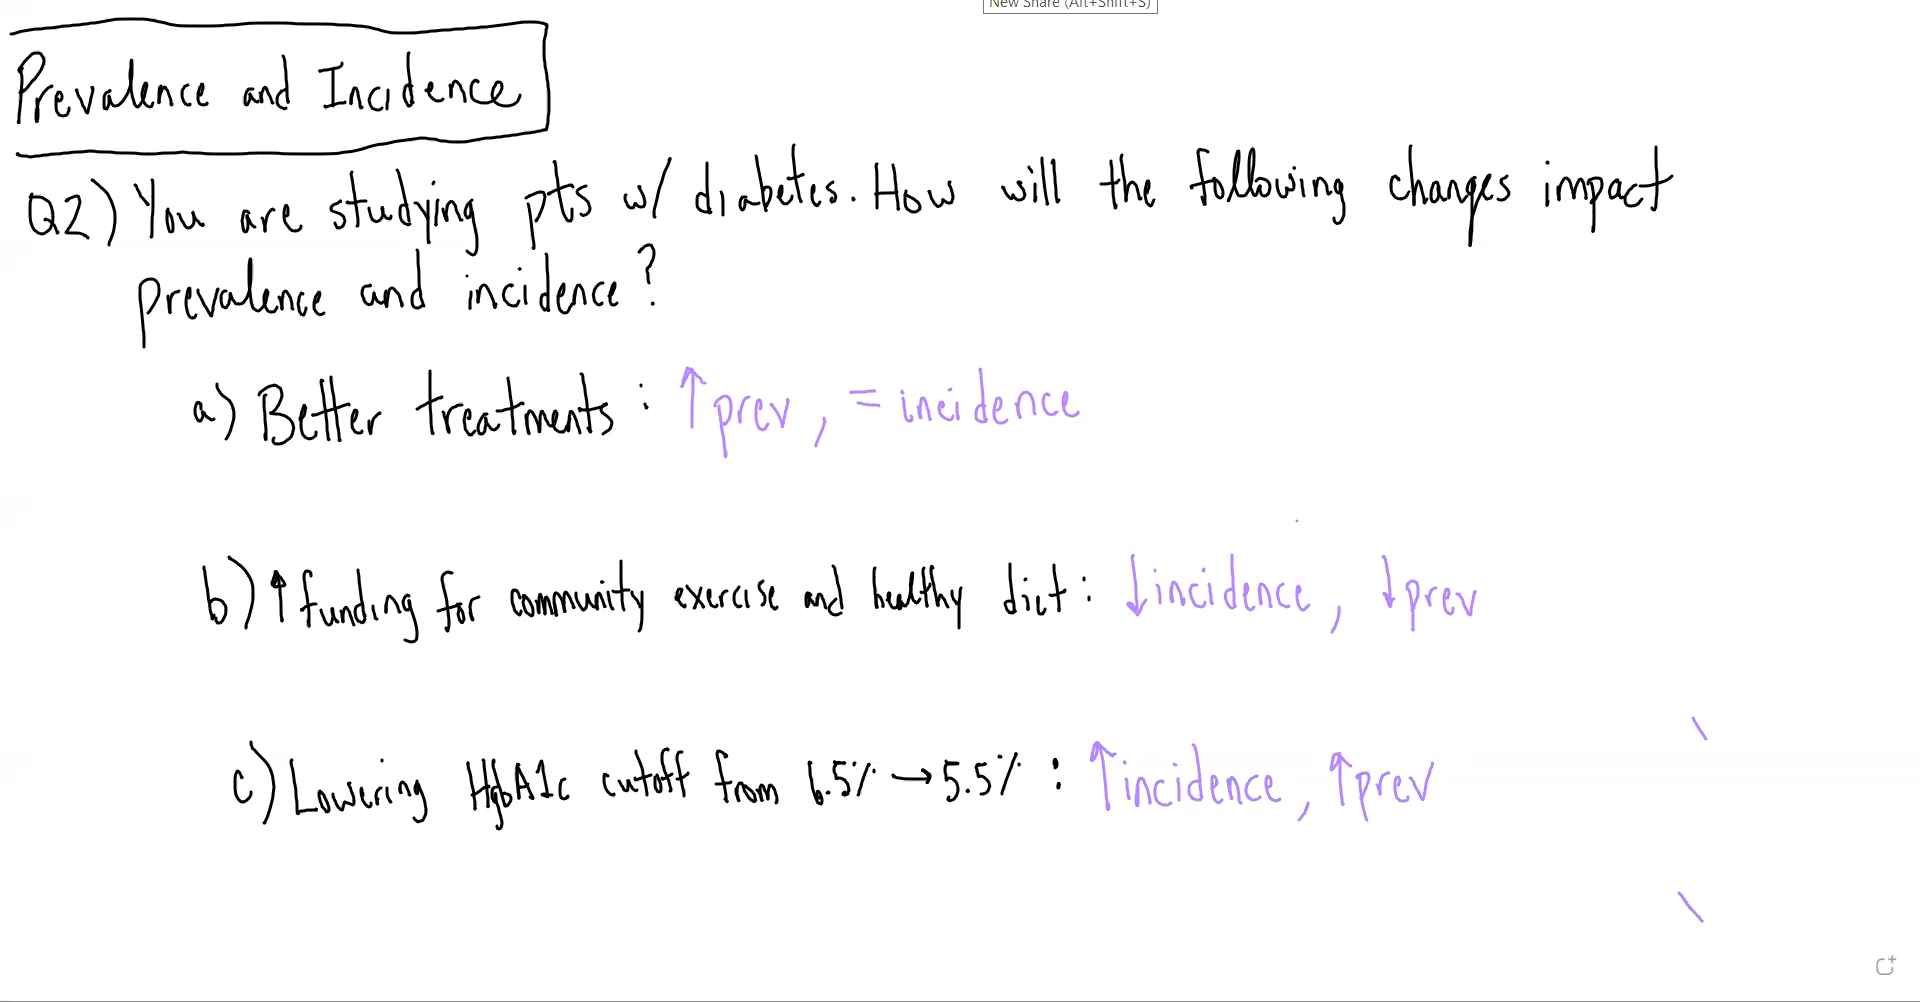 New Share (Alt+Shift+S)
Prevalence and Incidence
Q2) You are studying pts w/ diabetes. How will the following changes impact
prevalence and incidence?
a) Better treatments : ↑prev, = incidence
b) ↑ funding for community exercise and healthy diet : ↓incidence, ↓prev
c) Lowering HgbA1c cutoff from 6.5% → 5.5% : ↑incidence, ↑prev